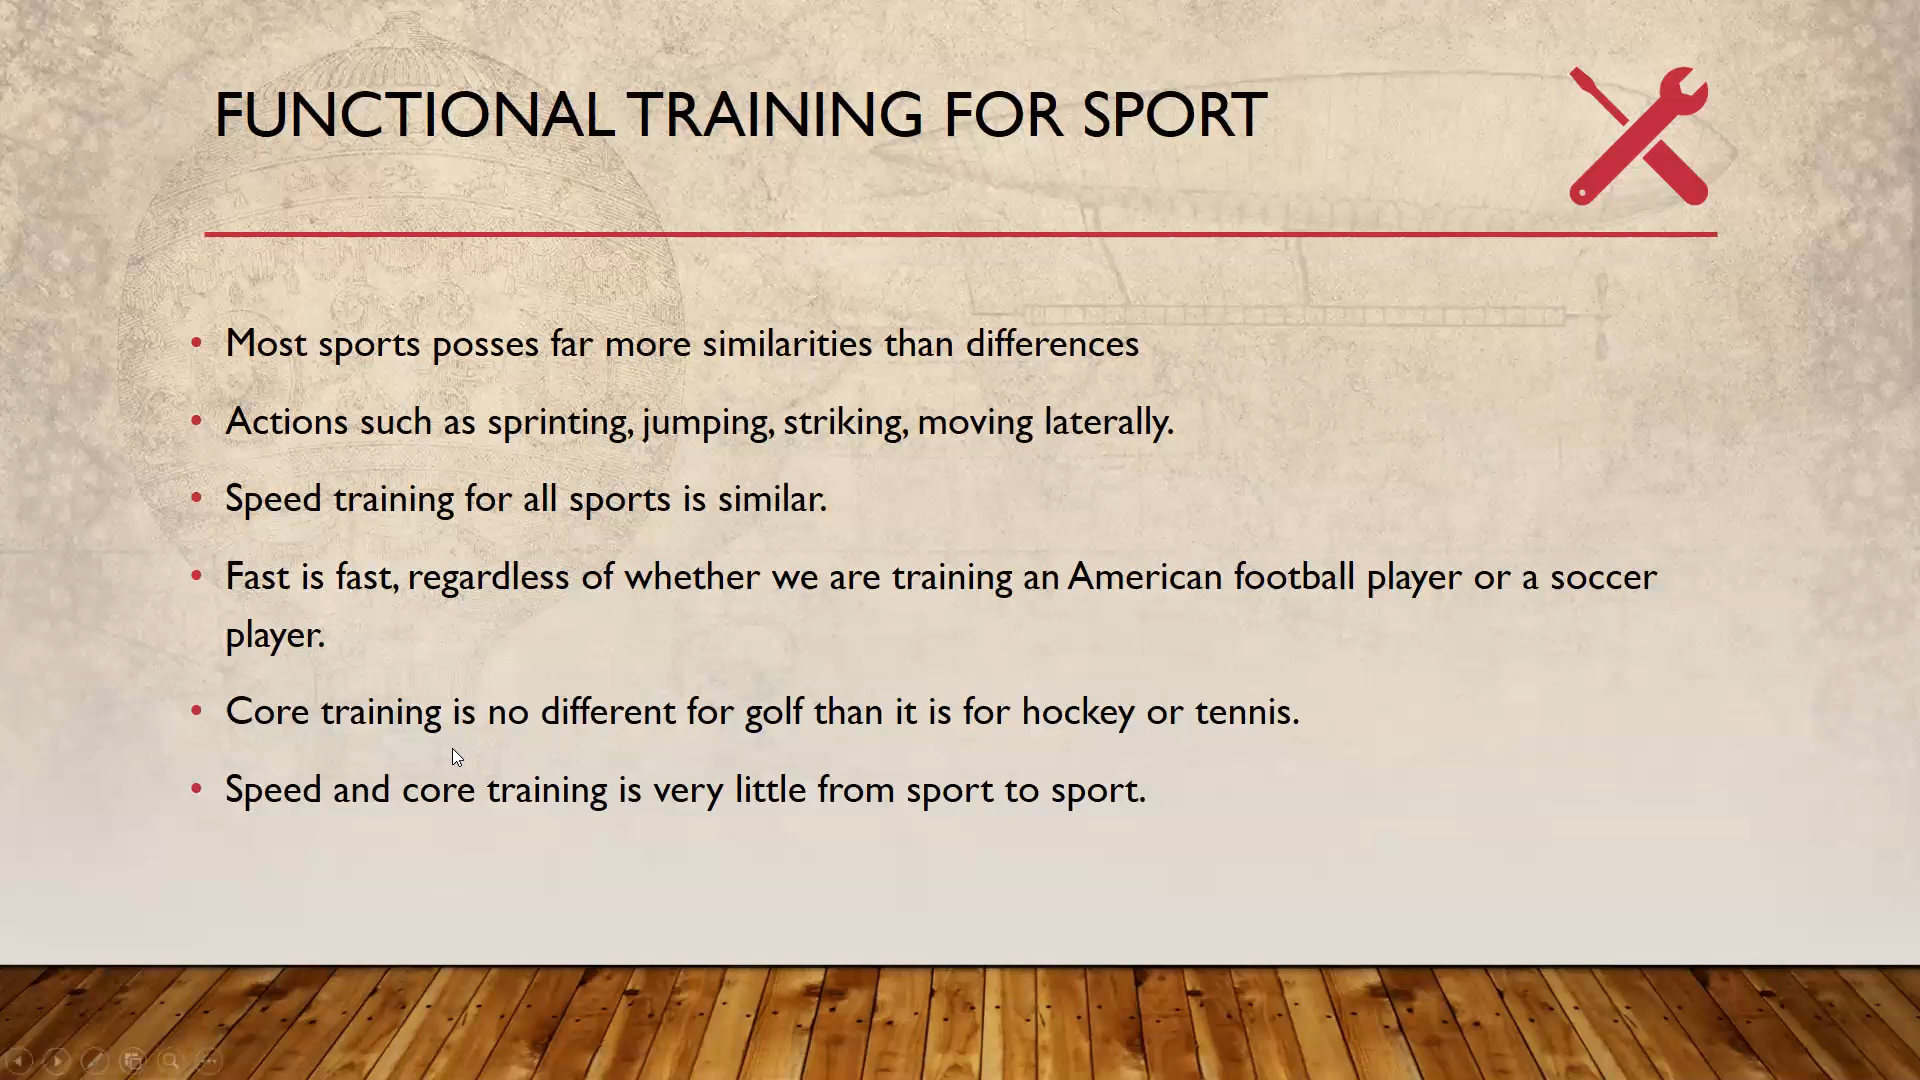 FUNCTIONAL TRAINING FOR SPORT
• Most sports posses far more similarities than differences
• Actions such as sprinting, jumping, striking, moving laterally.
• Speed training for all sports is similar.
• Fast is fast, regardless of whether we are training an American football player or a soccer
player.
• Core training is no different for golf than it is for hockey or tennis.
• Speed and core training is very little from sport to sport.